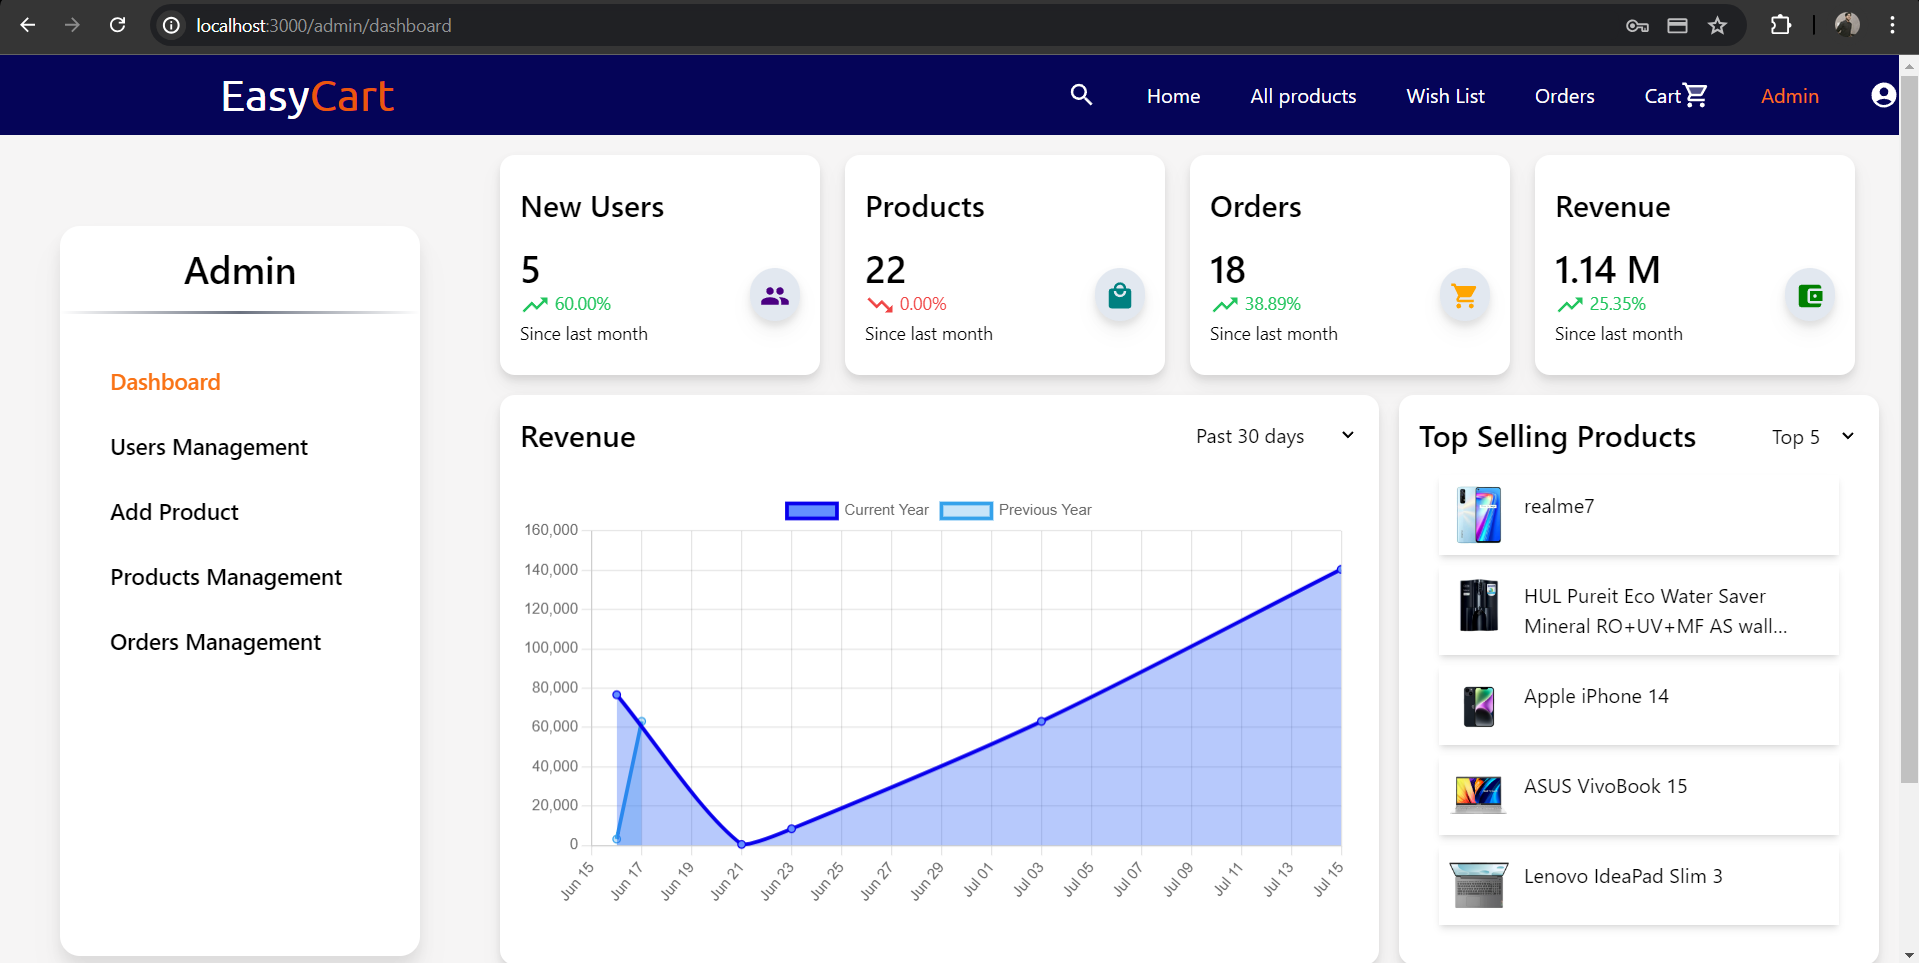 localhost:3000/admin/dashboard
EasyCart
Home
All products
Wish List
Orders
Cart
Admin
Admin
Dashboard
Users Management
Add Product
Products Management
Orders Management
New Users
5
60.00%
Since last month
Products
22
0.00%
Since last month
Orders
18
38.89%
Since last month
Revenue
1.14 M
25.35%
Since last month
Revenue
Past 30 days
Current Year
Previous Year
160,000
140,000
120,000
100,000
80,000
60,000
40,000
20,000
0
Jun 15
Jun 17
Jun 19
Jun 21
Jun 23
Jun 25
Jun 27
Jun 29
Jul 01
Jul 03
Jul 05
Jul 07
Jul 09
Jul 11
Jul 13
Jul 15
Top Selling Products
Top 5
realme7
HUL Pureit Eco Water Saver
Mineral RO+UV+MF AS wall...
Apple iPhone 14
ASUS VivoBook 15
Lenovo IdeaPad Slim 3